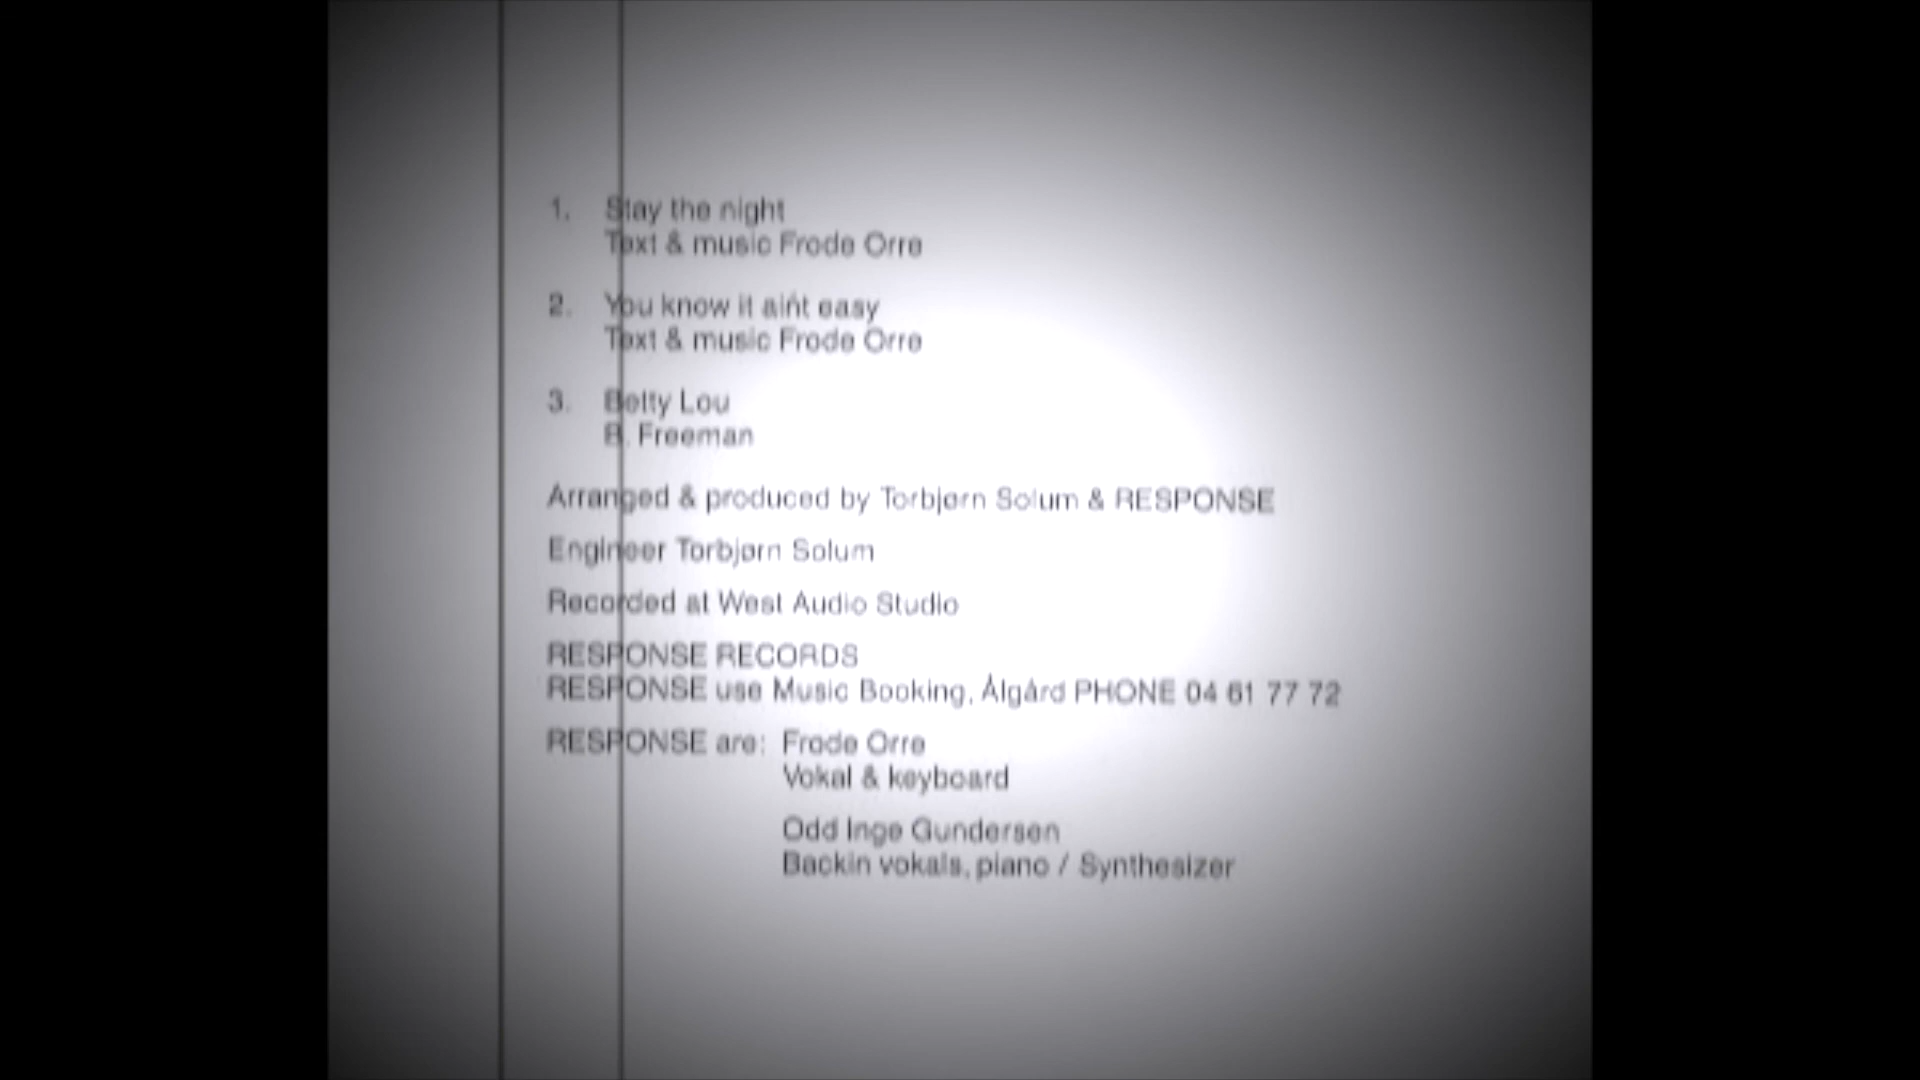 1. Stay the night
Text & music Frode Orre
2. You know it aińt easy
Text & music Frode Orre
3. Betty Lou
B. Freeman
Arranged & produced by Torbjørn Solum & RESPONSE
Engineer Torbjørn Solum
Recorded at West Audio Studio
RESPONSE RECORDS
RESPONSE use Music Booking, Ålgård PHONE 04 61 77 72
RESPONSE are: Frode Orre
Vokal & keyboard
Odd Inge Gundersen
Backin vokals, piano / Synthesizer